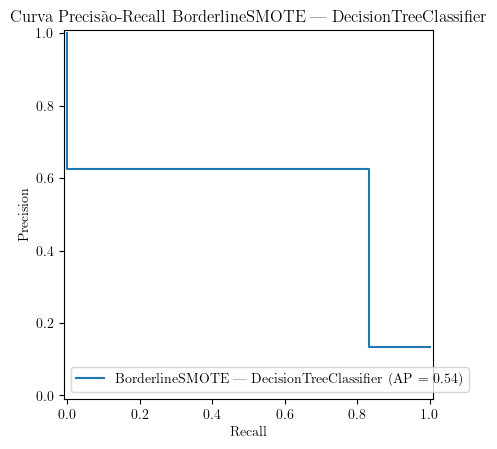 Curva Precisão-Recall BorderlineSMOTE — DecisionTreeClassifier
1.0
0.8
0.6
0.4
0.2
0.0
Precision
BorderlineSMOTE — DecisionTreeClassifier (AP = 0.54)
0.0 0.2 0.4 0.6 0.8 1.0
Recall